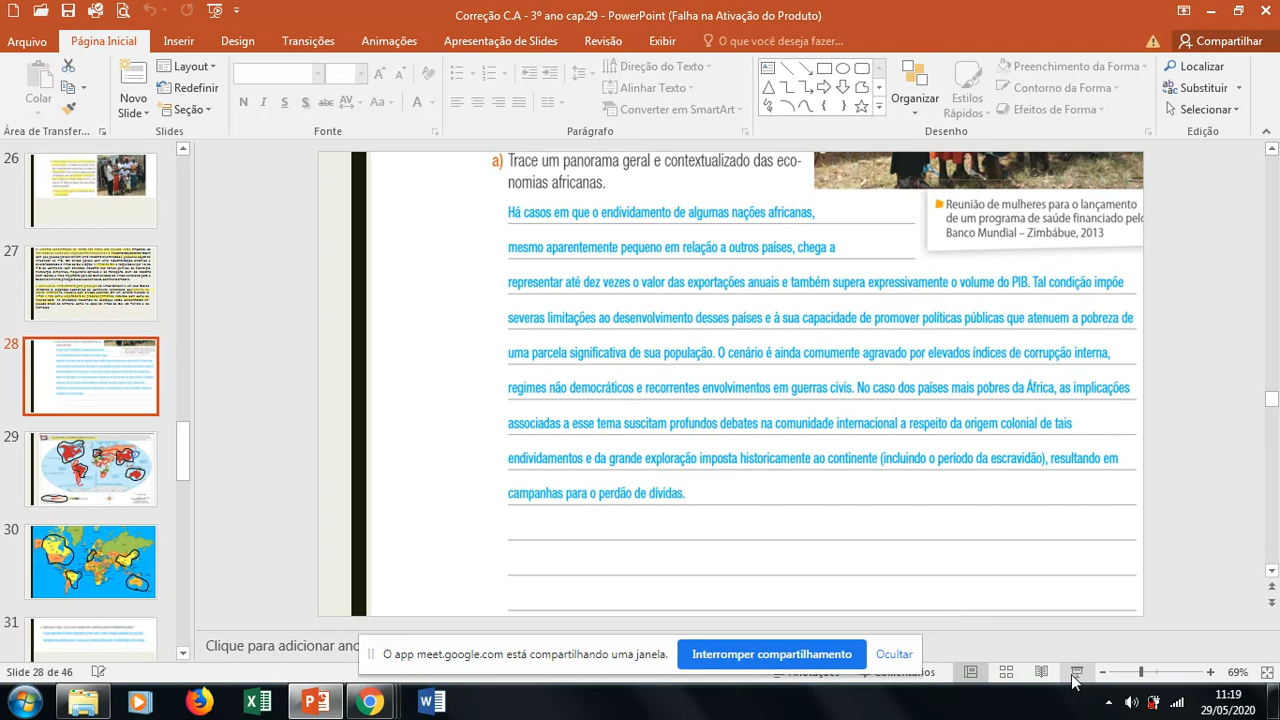 Correção C.A - 3º ano cap.29 - PowerPoint (Falha na Ativação do Produto)
Arquivo
Página Inicial
Inserir
Design
Transições
Animações
Apresentação de Slides
Revisão
Exibir
O que você deseja fazer...
Compartilhar
Colar
Novo
Slide
Layout
Redefinir
Seção
N I S S abc AV Aa A
Direção do Texto
Alinhar Texto
Converter em SmartArt
Organizar
Estilos
Rápidos
Preenchimento da Forma
Contorno da Forma
Efeitos de Forma
Localizar
Substituir
Selecionar
Área de Transfer...
Slides
Fonte
Parágrafo
Desenho
Edição
26
27
28
29
30
31
a) Trace um panorama geral e contextualizado das eco-
nomias africanas.
Há casos em que o endividamento de algumas nações africanas,
mesmo aparentemente pequeno em relação a outros países, chega a
representar até dez vezes o valor das exportações anuais e também supera expressivamente o volume do PIB. Tal condição impõe
severas limitações ao desenvolvimento desses países e à sua capacidade de promover políticas públicas que atenuem a pobreza de
uma parcela significativa de sua população. O cenário é ainda comumente agravado por elevados índices de corrupção interna,
regimes não democráticos e recorrentes envolvimentos em guerras civis. No caso dos países mais pobres da África, as implicações
associadas a esse tema suscitam profundos debates na comunidade internacional a respeito da origem colonial de tais
endividamentos e da grande exploração imposta historicamente ao continente (incluindo o período da escravidão), resultando em
campanhas para o perdão de dívidas.
Reunião de mulheres para o lançamento
de um programa de saúde financiado pelo
Banco Mundial – Zimbábue, 2013
Clique para adicionar ano
O app meet.google.com está compartilhando uma janela.
Interromper compartilhamento
Ocultar
Slide 28 de 46
Anotações
Comentários
69%
11:19
29/05/2020